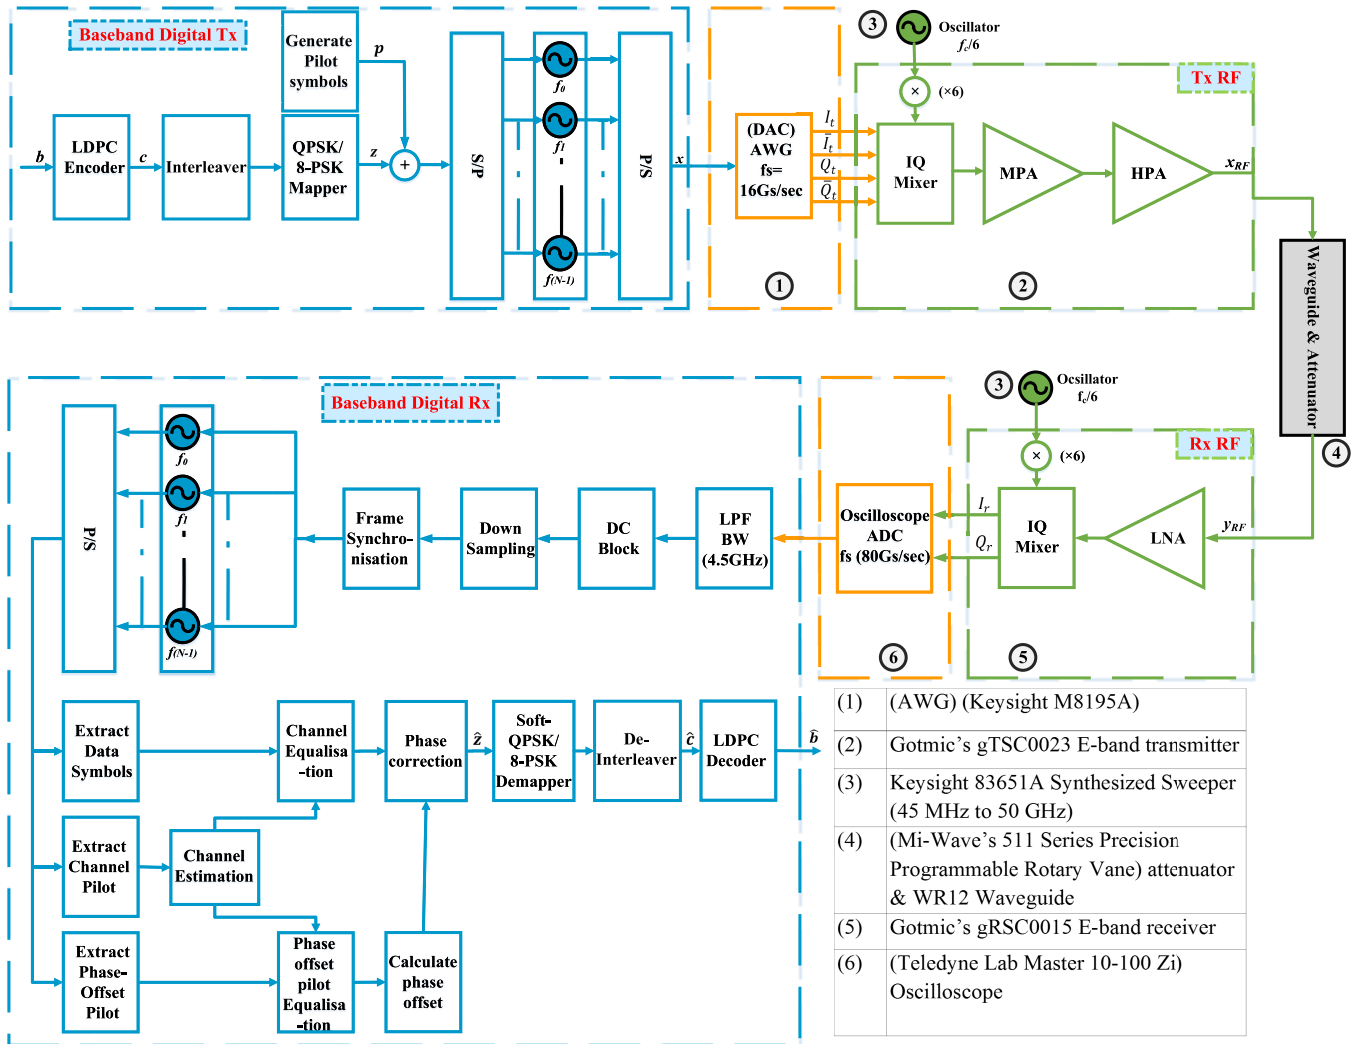 Baseband Digital Tx
Generate
Pilot
symbols
p
b
LDPC
Encoder
c
Interleaver
QPSK/
8-PSK
Mapper
z
+
S/P
f0
f1
f(N-1)
P/S
x
(DAC)
AWG
fs=
16Gs/sec
It
I̅t
Qt
Q̅t
1
3
Oscillator
fc/6
×
(×6)
Tx RF
IQ
Mixer
MPA
HPA
xRF
2
Waveguide & Attenuator
4
Baseband Digital Rx
P/S
f0
f1
f(N-1)
Frame
Synchro-
nisation
Down
Sampling
DC
Block
LPF
BW
(4.5GHz)
Oscilloscope
ADC
fs (80Gs/sec)
6
3
Ocsillator
fc/6
×
(×6)
Rx RF
Ir
Qr
IQ
Mixer
LNA
yRF
5
Extract
Data
Symbols
Channel
Equalisa
-tion
Phase
correction
ẑ
Soft-
QPSK/
8-PSK
Demapper
De-
Interleaver
ĉ
LDPC
Decoder
b̂
Extract
Channel
Pilot
Channel
Estimation
Extract
Phase-
Offset
Pilot
Phase
offset
pilot
Equalisa
-tion
Calculate
phase
offset
(1) (AWG) (Keysight M8195A)
(2) Gotmic's gTSC0023 E-band transmitter
(3) Keysight 83651A Synthesized Sweeper
(45 MHz to 50 GHz)
(4) (Mi-Wave's 511 Series Precision
Programmable Rotary Vane) attenuator
& WR12 Waveguide
(5) Gotmic's gRSC0015 E-band receiver
(6) (Teledyne Lab Master 10-100 Zi)
Oscilloscope